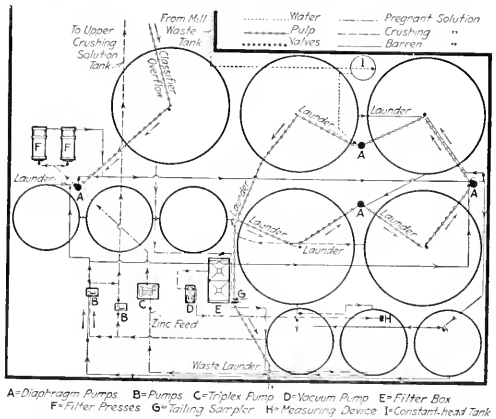 To Upper
Crushing
Solution
Tank
From Mill
Waste
Tank
Water
Pulp
Valves
Pregnant Solution
Crushing "
Barren "
Classifier
Overflow
I
Launder
Launder
F F
A
A
Launder
A
A
A
Launder
Launder
Launder
Launder
B
B
C
D
E
G
H
Zinc Feed
Waste Launder
A=Diaphragm Pumps B=Pumps C=Triplex Pump D=Vacuum Pump E=Filter Box
F=Filter Presses G=Tailing Sampler H=Measuring Device I=Constant-head Tank